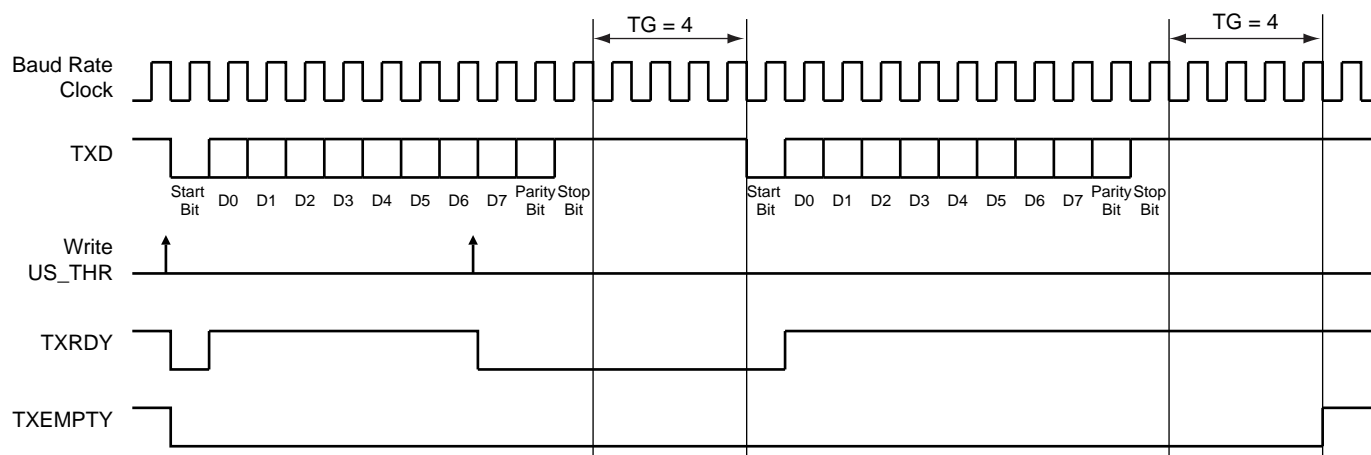 TG = 4
TG = 4
Baud Rate
Clock
TXD
Start
Bit
D0
D1
D2
D3
D4
D5
D6
D7
Parity
Bit
Stop
Bit
Start
Bit
D0
D1
D2
D3
D4
D5
D6
D7
Parity
Bit
Stop
Bit
Write
US_THR
TXRDY
TXEMPTY